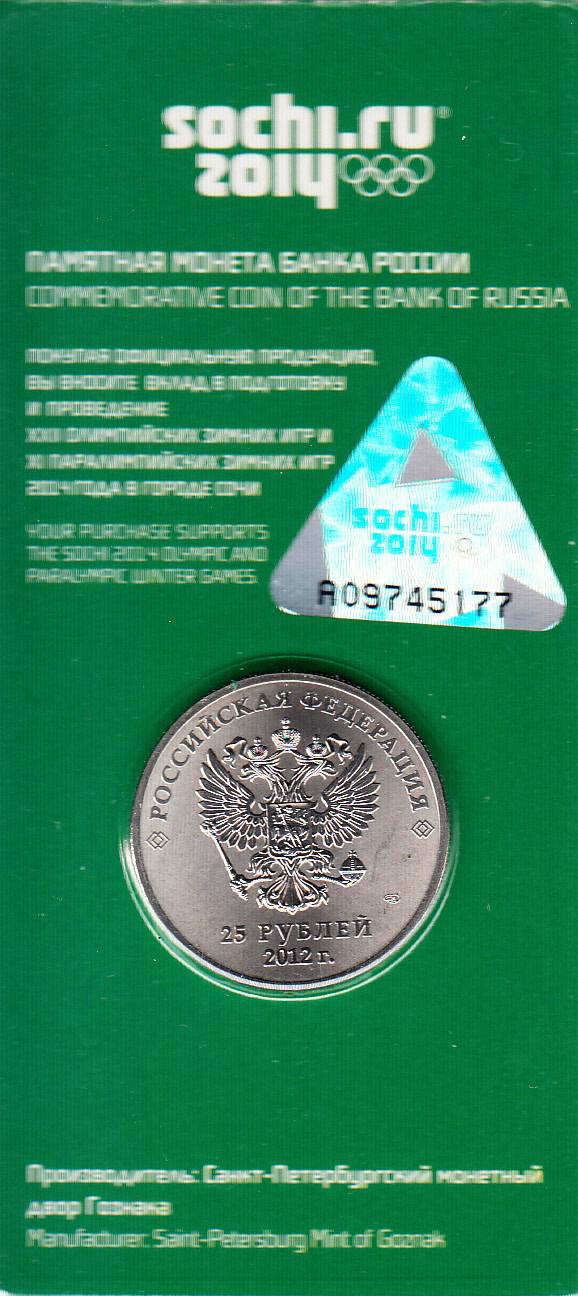 sochi.ru®
2014
ПАМЯТНАЯ МОНЕТА БАНКА РОССИИ
COMMEMORATIVE COIN OF THE BANK OF RUSSIA
ПОКУПАЯ ОФИЦИАЛЬНУЮ ПРОДУКЦИЮ,
ВЫ ВНОСИТЕ ВКЛАД В ПОДГОТОВКУ
И ПРОВЕДЕНИЕ
XXII ОЛИМПИЙСКИХ ЗИМНИХ ИГР И
XI ПАРАЛИМПИЙСКИХ ЗИМНИХ ИГР
2014 ГОДА В ГОРОДЕ СОЧИ
YOUR PURCHASE SUPPORTS
THE SOCHI 2014 OLYMPIC AND
PARALYMPIC WINTER GAMES
sochi.ru
2014
A09745177
РОССИЙСКАЯ ФЕДЕРАЦИЯ
25 РУБЛЕЙ
2012 г.
Производитель: Санкт-Петербургский монетный
двор Гознака
Manufacturer: Saint-Petersburg Mint of Goznak